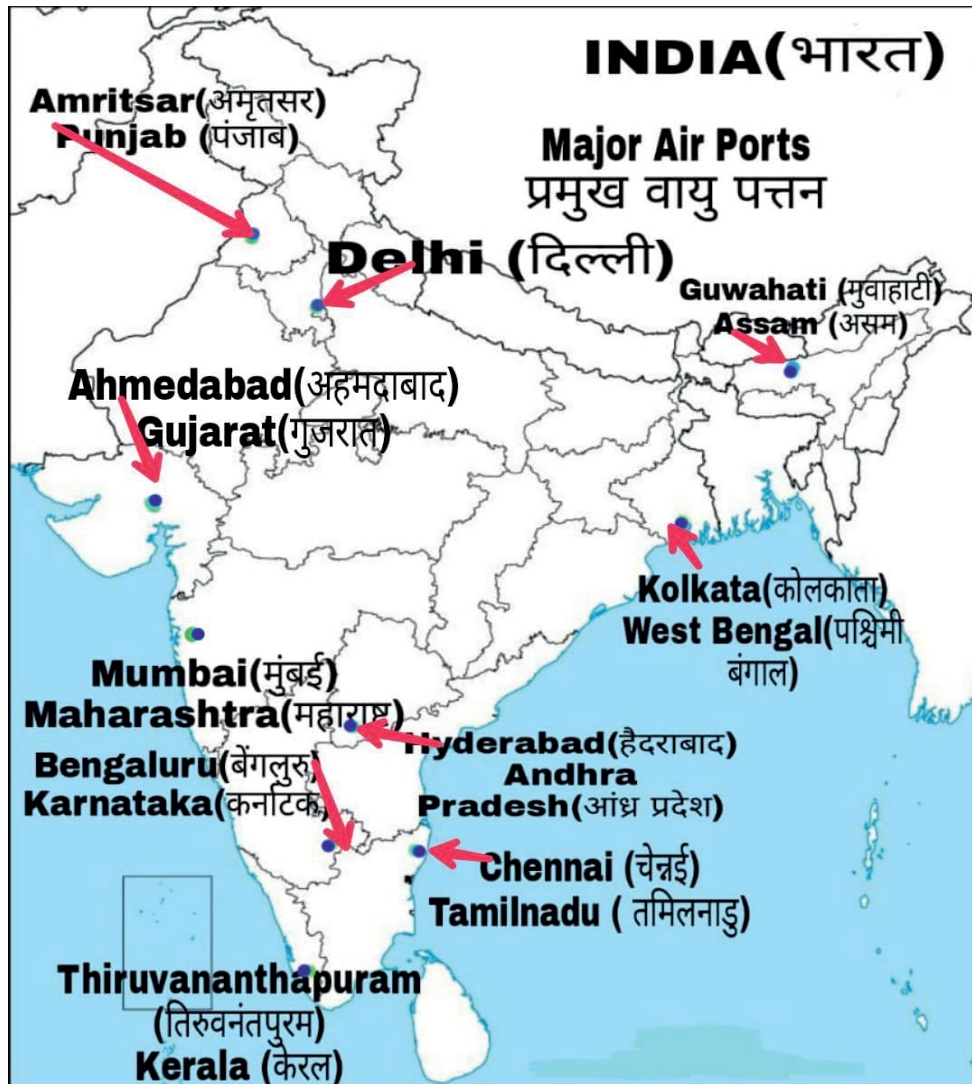 INDIA(भारत)
Amritsar(अमृतसर)
Punjab (पंजाब)
Major Air Ports
प्रमुख वायु पत्तन
Delhi (दिल्ली)
Guwahati (मुवाहाटी)
Assam (असम)
Ahmedabad(अहमदाबाद)
Gujarat(गुजरात)
Kolkata(कोलकाता)
West Bengal(पश्चिमी
बंगाल)
Mumbai(मुंबई)
Maharashtra(महाराष्ट्र)
Hyderabad(हैदराबाद)
Andhra
Pradesh(आंध्र प्रदेश)
Bengaluru(बेंगलुरु)
Karnataka(कर्नाटक)
Chennai (चेन्नई)
Tamilnadu ( तमिलनाडु)
Thiruvananthapuram
(तिरुवनंतपुरम)
Kerala (केरल)